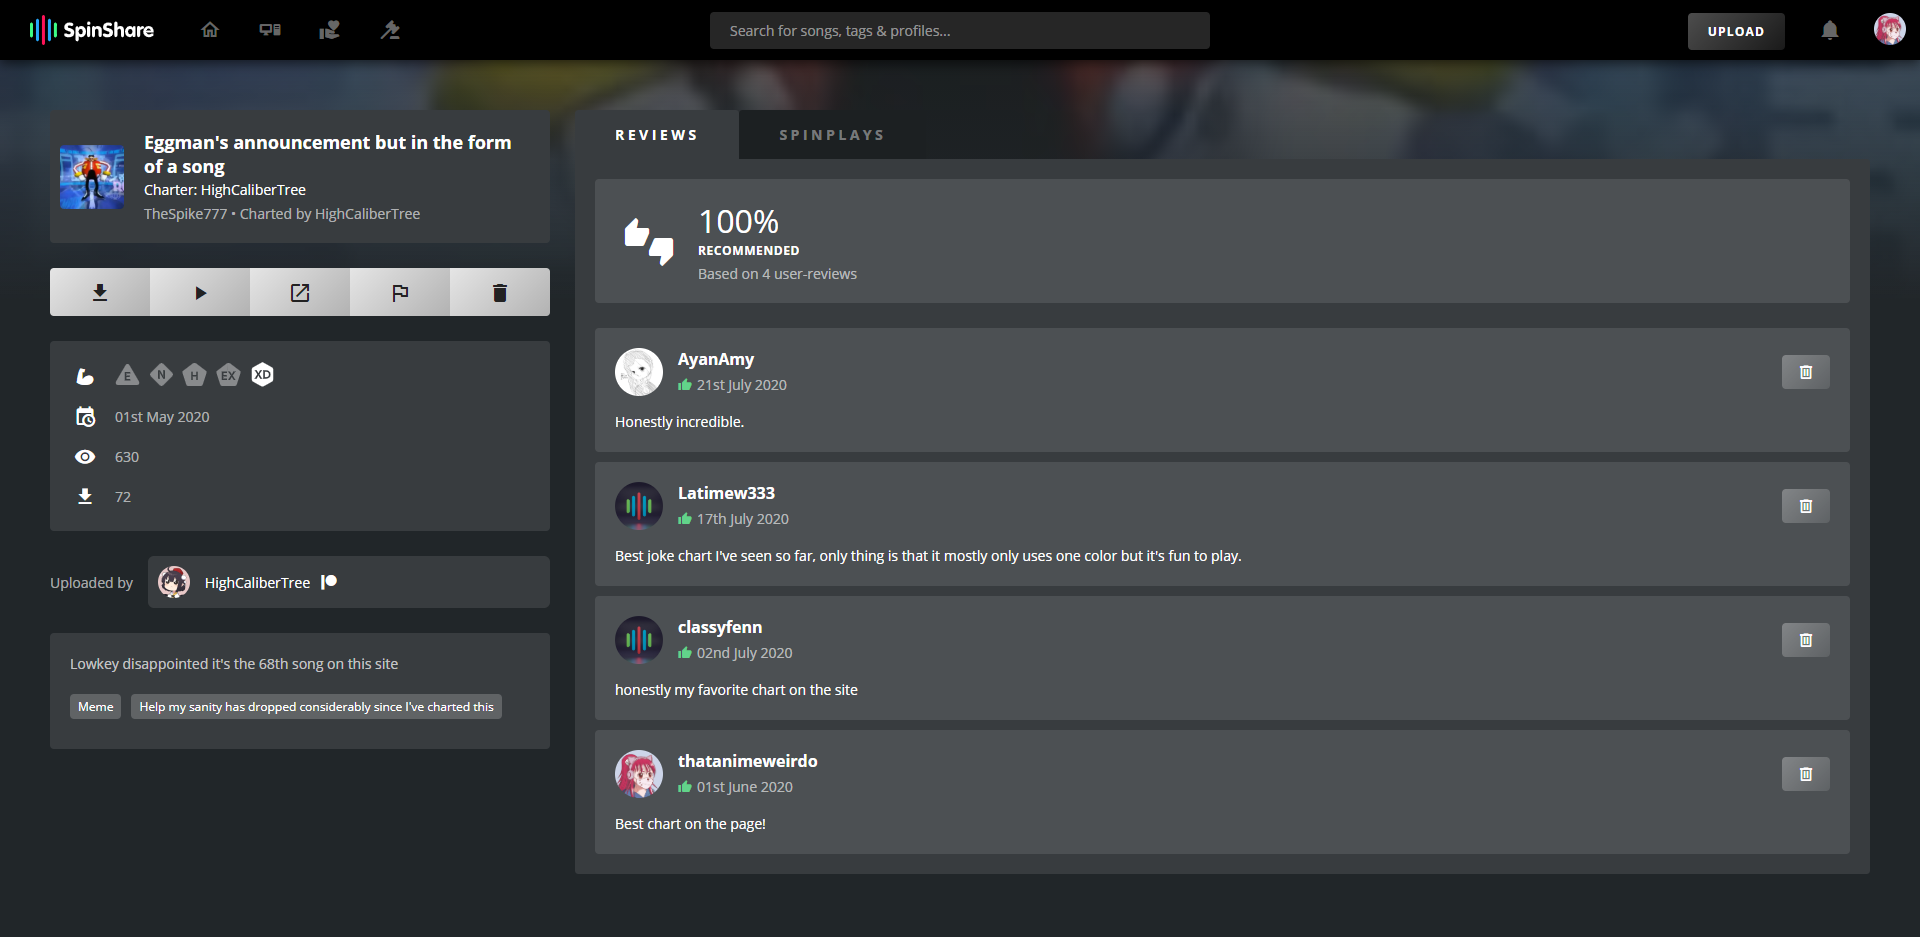 SpinShare
Search for songs, tags & profiles...
UPLOAD
Eggman's announcement but in the form
of a song
Charter: HighCaliberTree
TheSpike777 • Charted by HighCaliberTree
E N H EX XD
01st May 2020
630
72
Uploaded by HighCaliberTree
Lowkey disappointed it's the 68th song on this site
Meme Help my sanity has dropped considerably since I've charted this
REVIEWS SPINPLAYS
100%
RECOMMENDED
Based on 4 user-reviews
AyanAmy
21st July 2020
Honestly incredible.
Latimew333
17th July 2020
Best joke chart I've seen so far, only thing is that it mostly only uses one color but it's fun to play.
classyfenn
02nd July 2020
honestly my favorite chart on the site
thatanimeweirdo
01st June 2020
Best chart on the page!